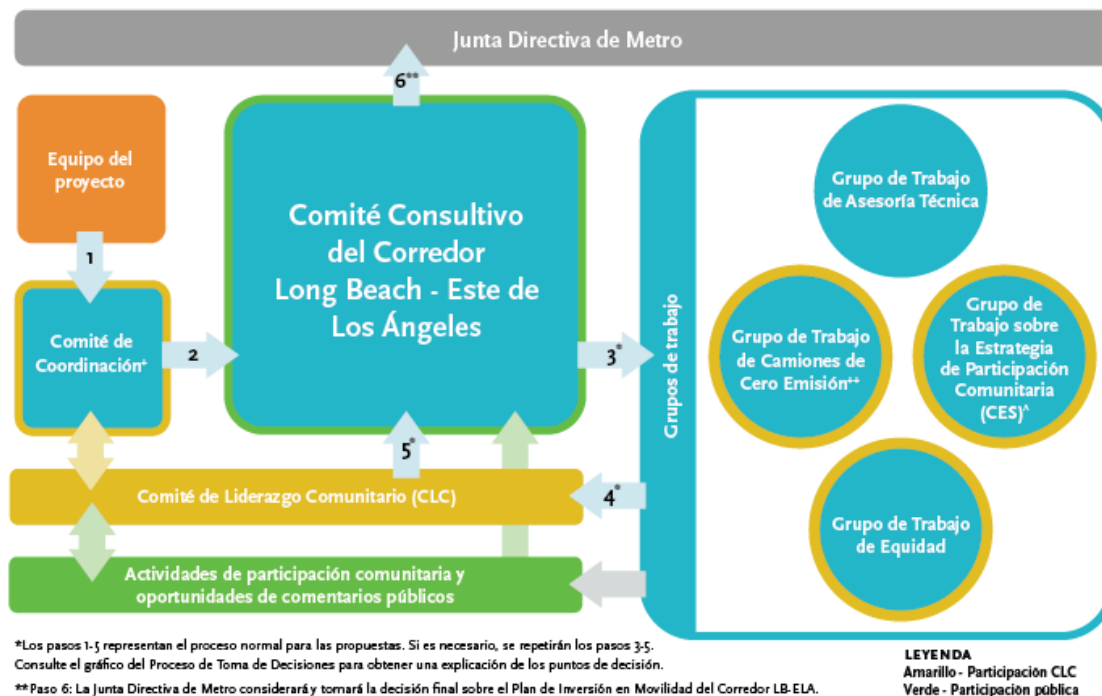 Junta Directiva de Metro
6**
Equipo del
proyecto
1
Comité de
Coordinación+
2
Comité Consultivo
del Corredor
Long Beach - Este de
Los Ángeles
3*
Grupos de trabajo
Grupo de Trabajo
de Asesoría Técnica
Grupo de Trabajo
de Camiones de
Cero Emisión++
Grupo de
Trabajo sobre
la Estrategia
de Participación
Comunitaria
(CES)^
Grupo de Trabajo
de Equidad
5*
4*
Comité de Liderazgo Comunitario (CLC)
Actividades de participación comunitaria y
oportunidades de comentarios públicos
*Los pasos 1-5 representan el proceso normal para las propuestas. Si es necesario, se repetirán los pasos 3-5.
Consulte el gráfico del Proceso de Toma de Decisiones para obtener una explicación de los puntos de decisión.
**Paso 6: La Junta Directiva de Metro considerará y tomará la decisión final sobre el Plan de Inversión en Movilidad del Corredor LB-ELA.
LEYENDA
Amarillo - Participación CLC
Verde - Participación pública